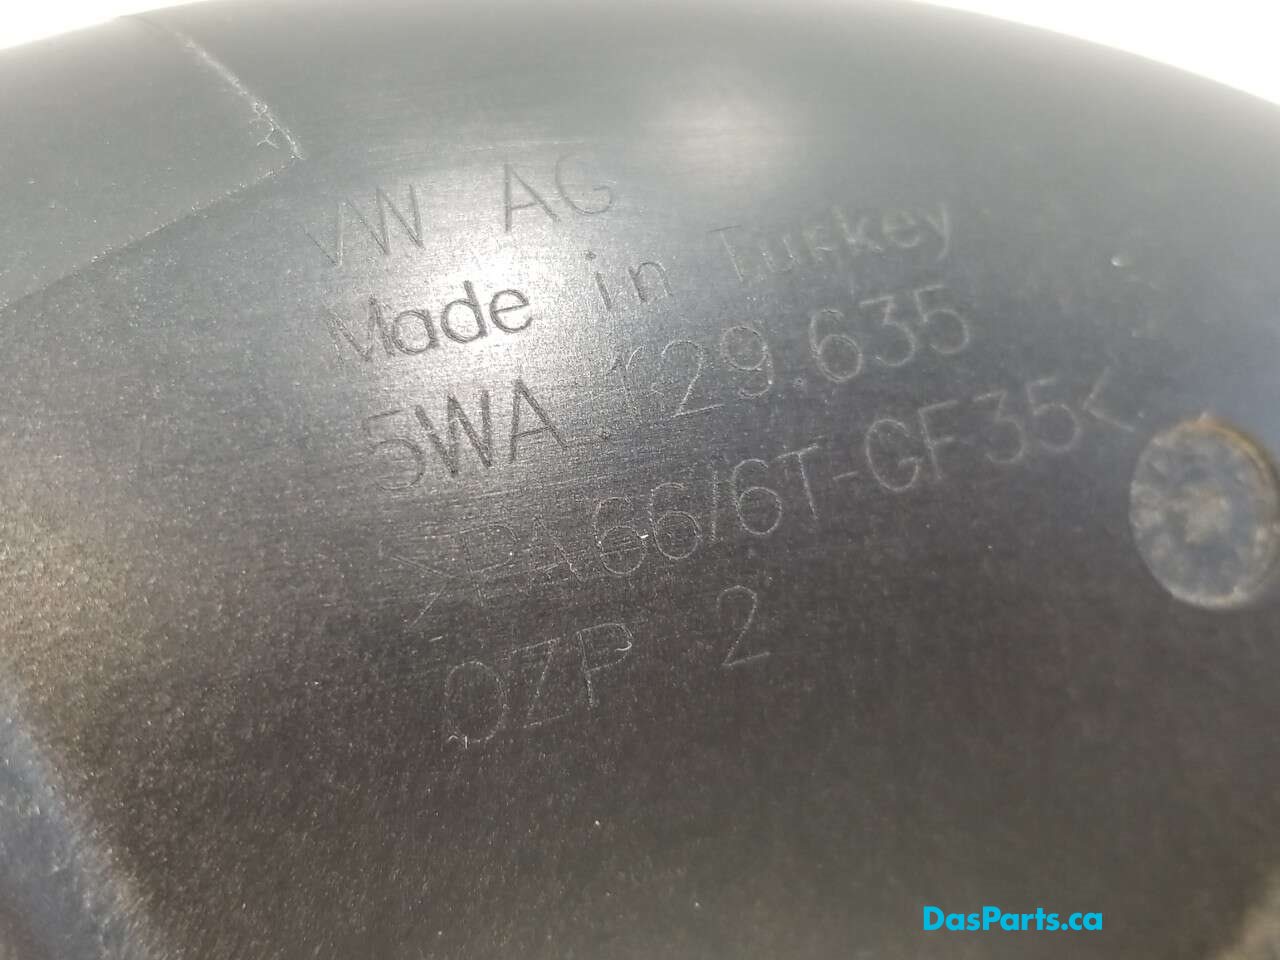 VW AG
Made in Turkey
5WA.129.635
>PA66/6T-GF35<
OZP 2
DasParts.ca